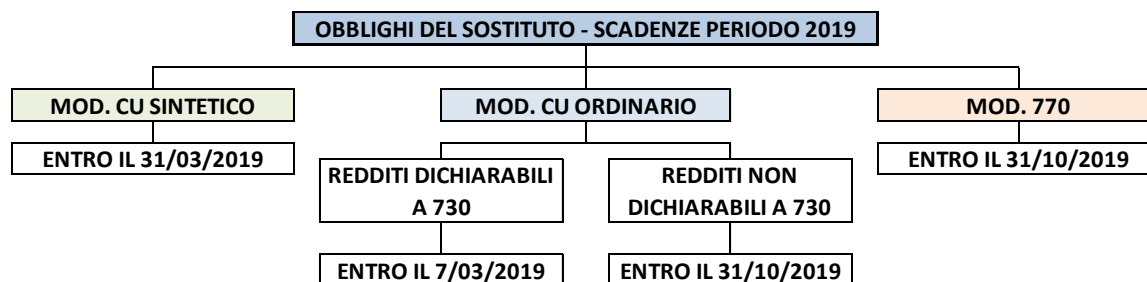 OBBLIGHI DEL SOSTITUTO - SCADENZE PERIODO 2019
MOD. CU SINTETICO
ENTRO IL 31/03/2019
MOD. CU ORDINARIO
REDDITI DICHIARABILI
A 730
ENTRO IL 7/03/2019
REDDITI NON
DICHIARABILI A 730
ENTRO IL 31/10/2019
MOD. 770
ENTRO IL 31/10/2019